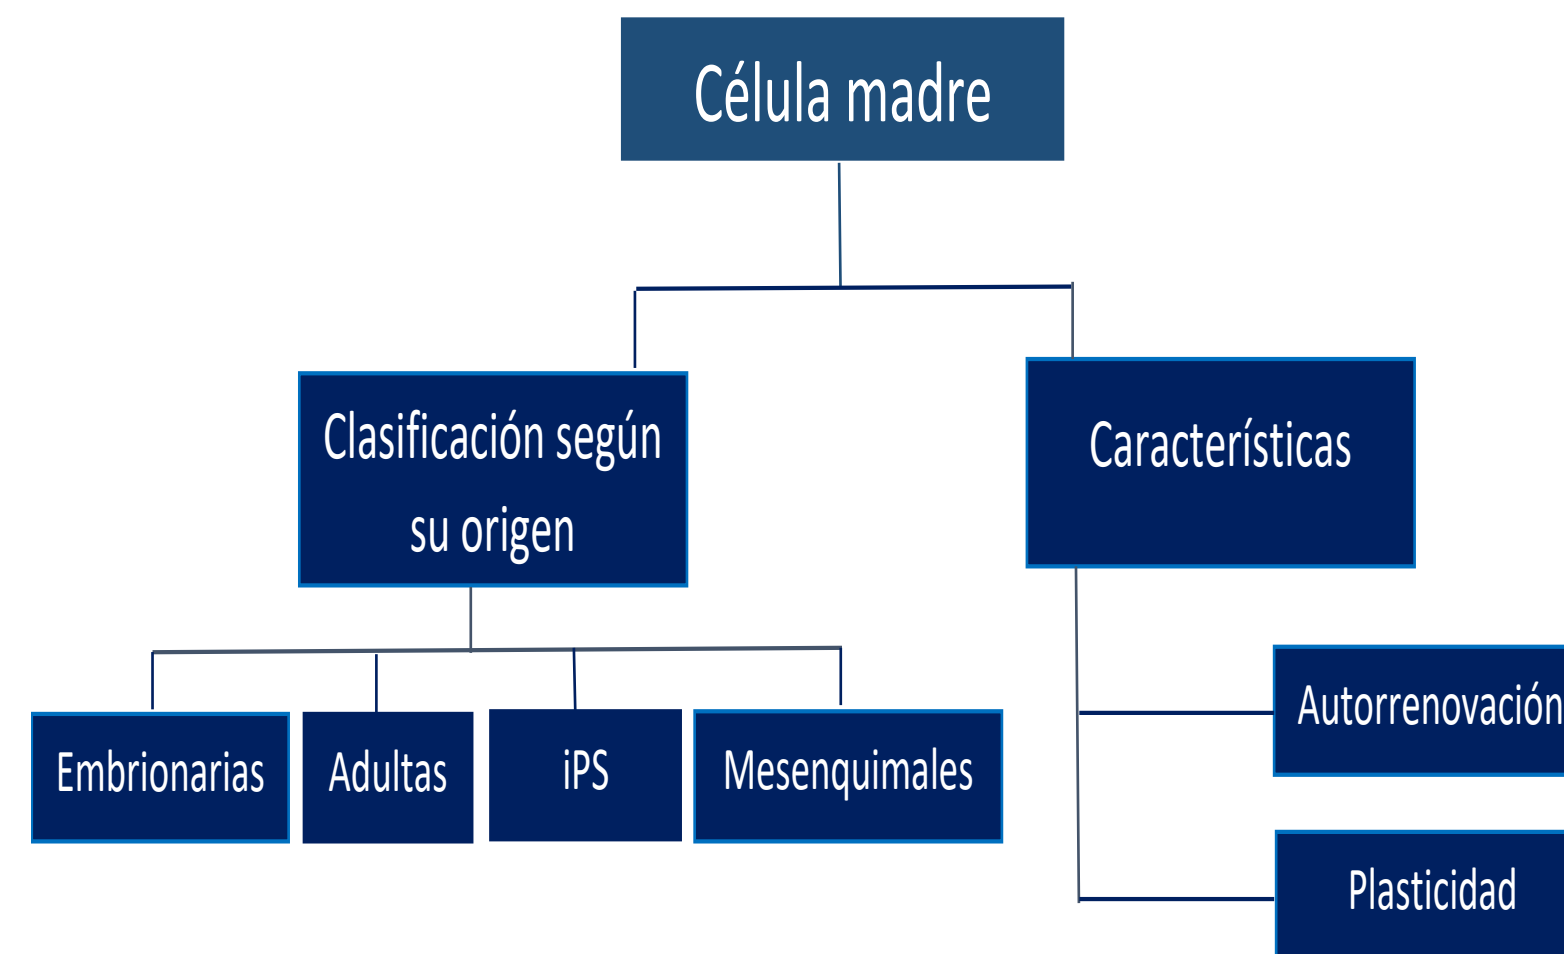 Célula madre
Clasificación según
su origen
Características
Embrionarias
Adultas
iPS
Mesenquimales
Autorrenovación
Plasticidad